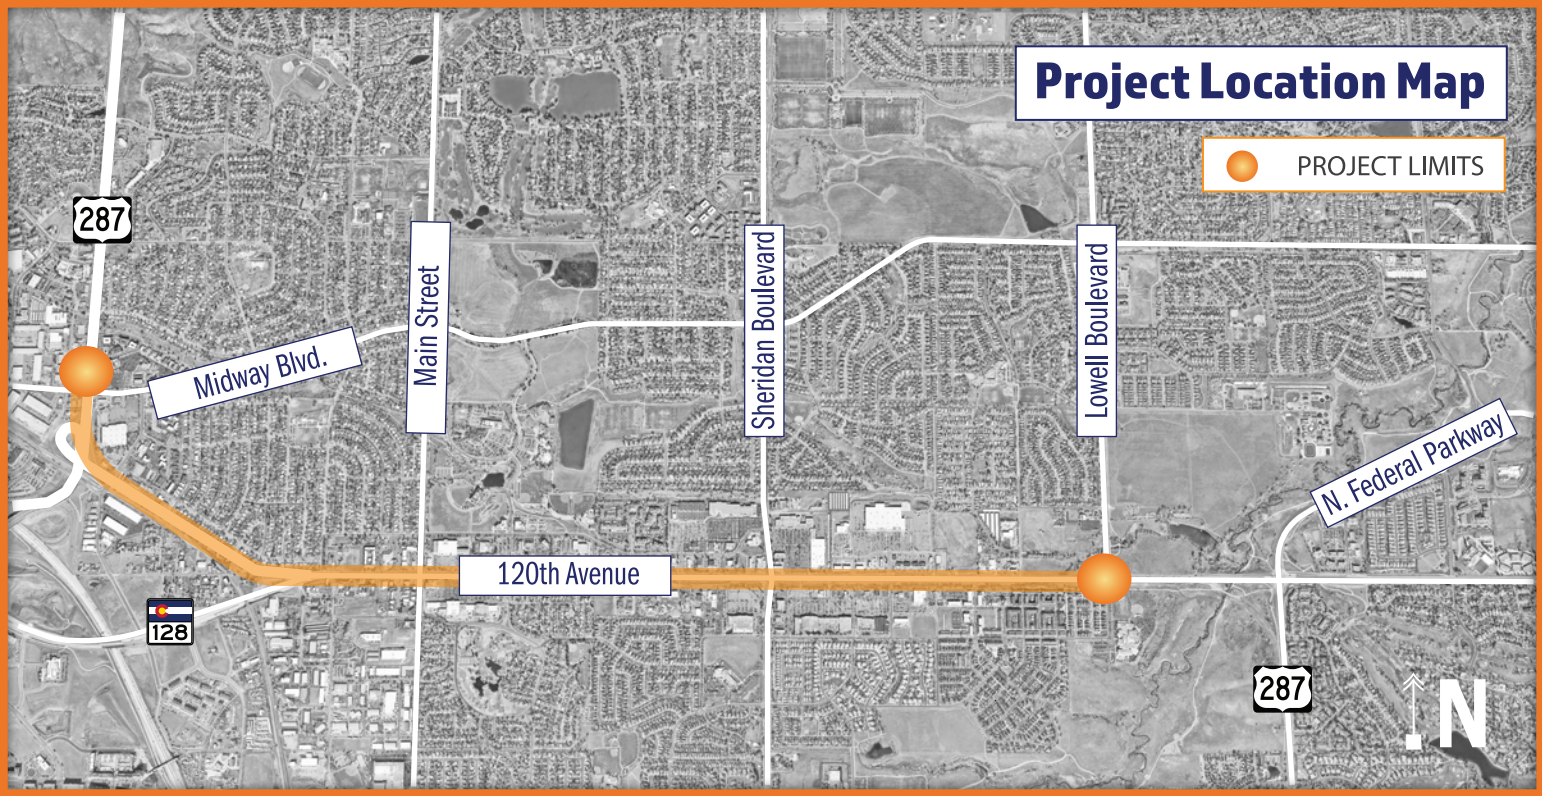 Project Location Map
PROJECT LIMITS
287
Main Street
Sheridan Boulevard
Lowell Boulevard
Midway Blvd.
N. Federal Parkway
120th Avenue
128
287
N